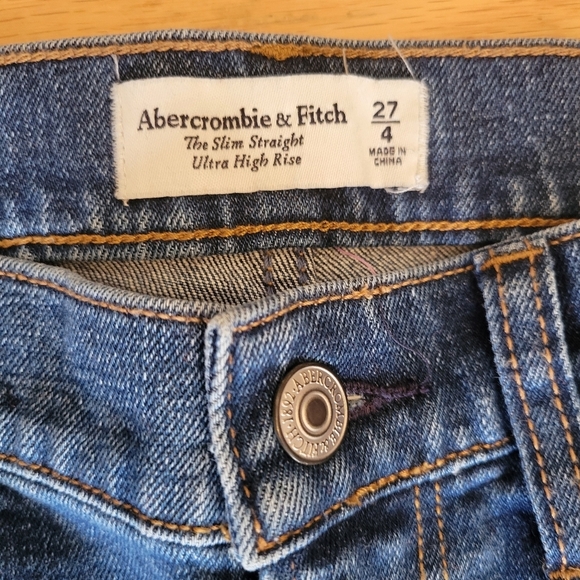 Abercrombie & Fitch
The Slim Straight
Ultra High Rise
27
4
MADE IN
CHINA
ABERCROMBIE & FITCH · 1892 ·